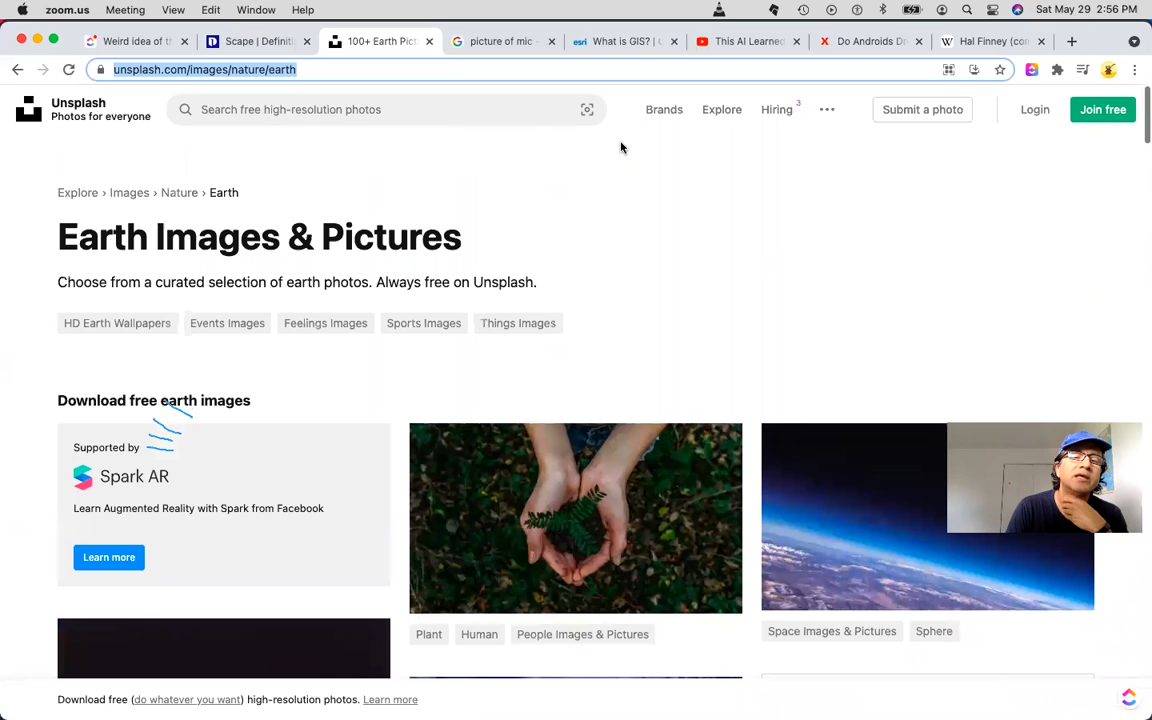 zoom.us Meeting View Edit Window Help Sat May 29 2:56 PM
Weird idea of th Scape | Definiti 100+ Earth Pict picture of mic - What is GIS? | This AI Learned Do Androids Dr Hal Finney (con
unsplash.com/images/nature/earth
Unsplash
Photos for everyone
Search free high-resolution photos
Brands Explore Hiring 3 ••• Submit a photo Login Join free
Explore › Images › Nature › Earth
Earth Images & Pictures
Choose from a curated selection of earth photos. Always free on Unsplash.
HD Earth Wallpapers Events Images Feelings Images Sports Images Things Images
Download free earth images
Supported by
Spark AR
Learn Augmented Reality with Spark from Facebook
Learn more
Plant Human People Images & Pictures
Space Images & Pictures Sphere
Download free (do whatever you want) high-resolution photos. Learn more